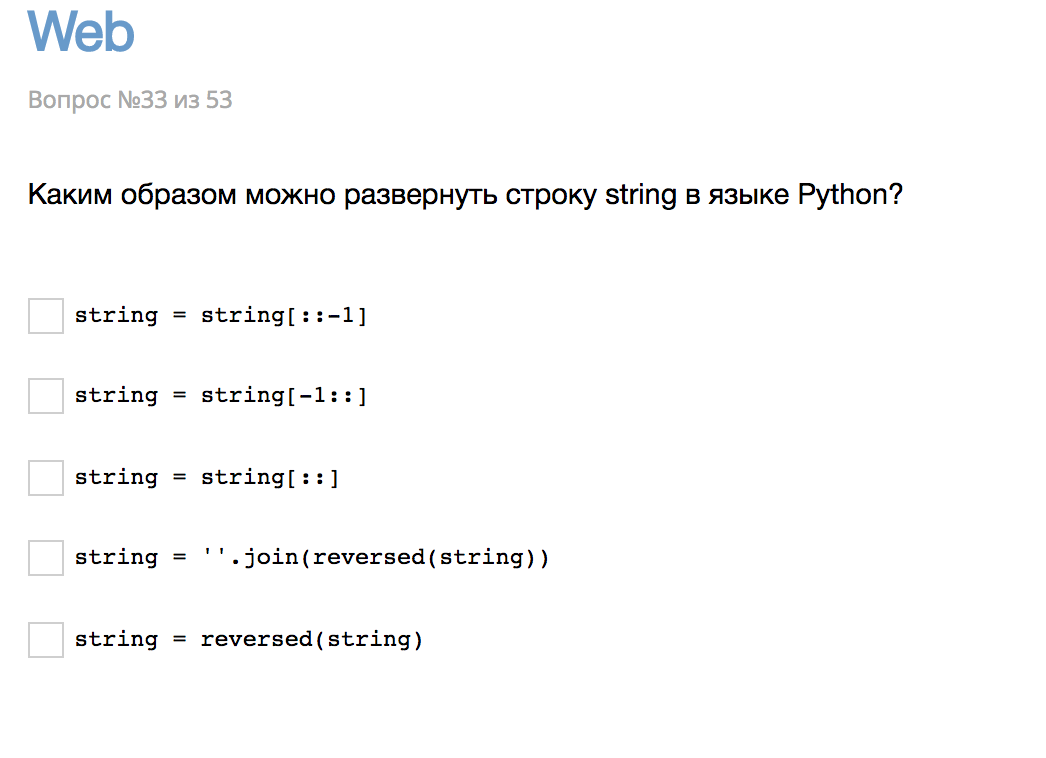 Web
Вопрос №33 из 53
Каким образом можно развернуть строку string в языке Python?
string = string[::-1]
string = string[-1::]
string = string[::]
string = ''.join(reversed(string))
string = reversed(string)